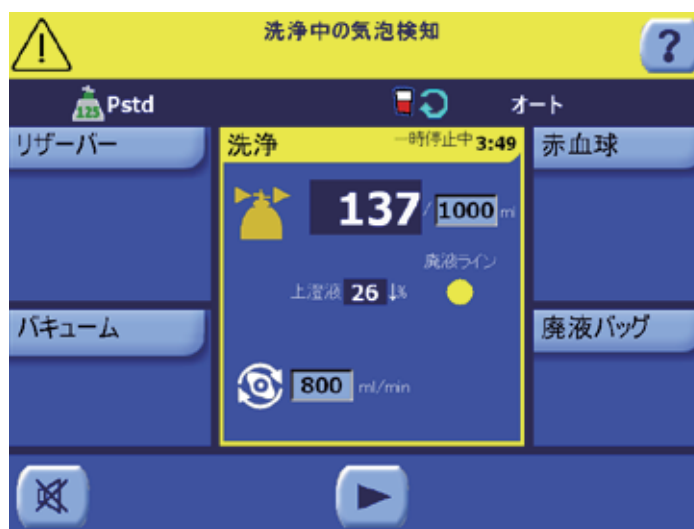 洗浄中の気泡検知
?
125 Pstd オート
リザーバー
洗浄 一時停止中 3:49
赤血球
137 / 1000 ml
廃液ライン
上澄液 26 ↓%
バキューム
廃液バッグ
800 ml/min